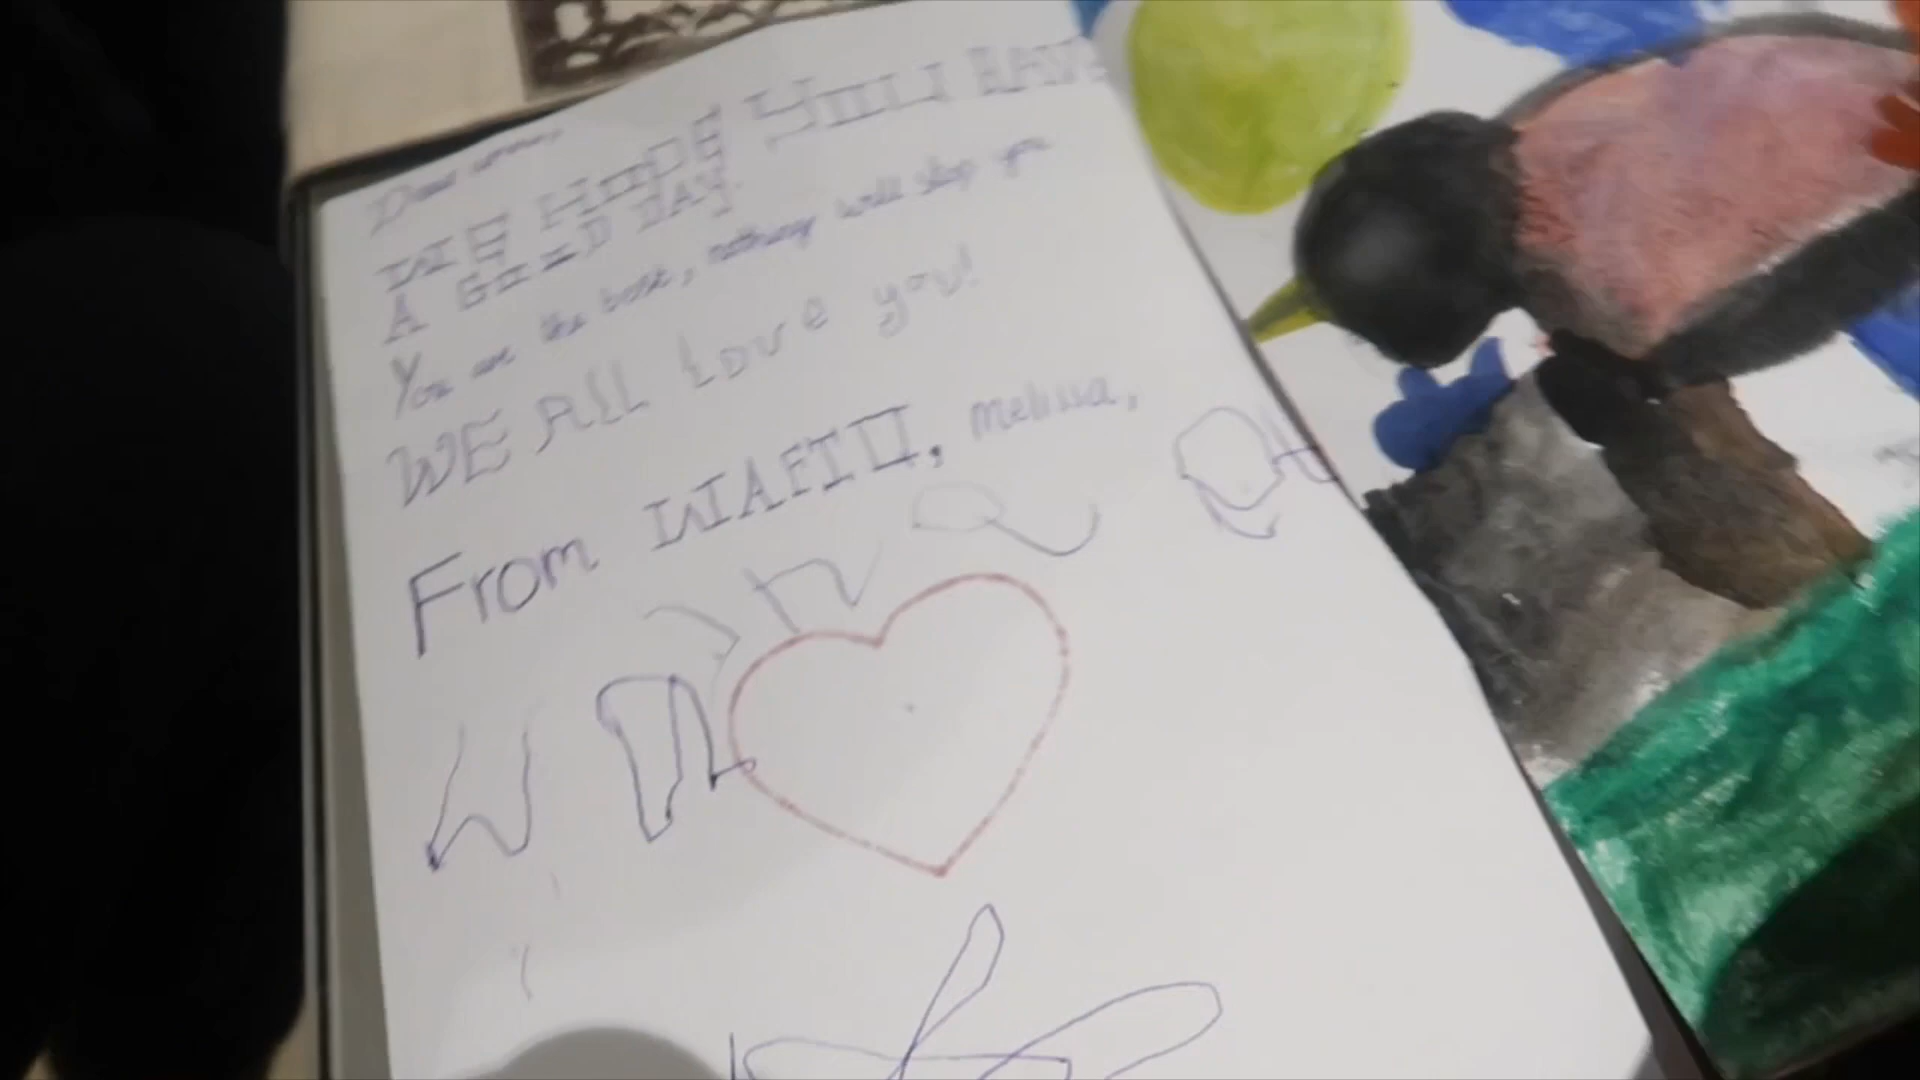 Dear
WE HOPE YOU HAVE
A GOOD DAY.
You are the best, nothing will stop you
WE All Love you!
From WAFIO, melissa,